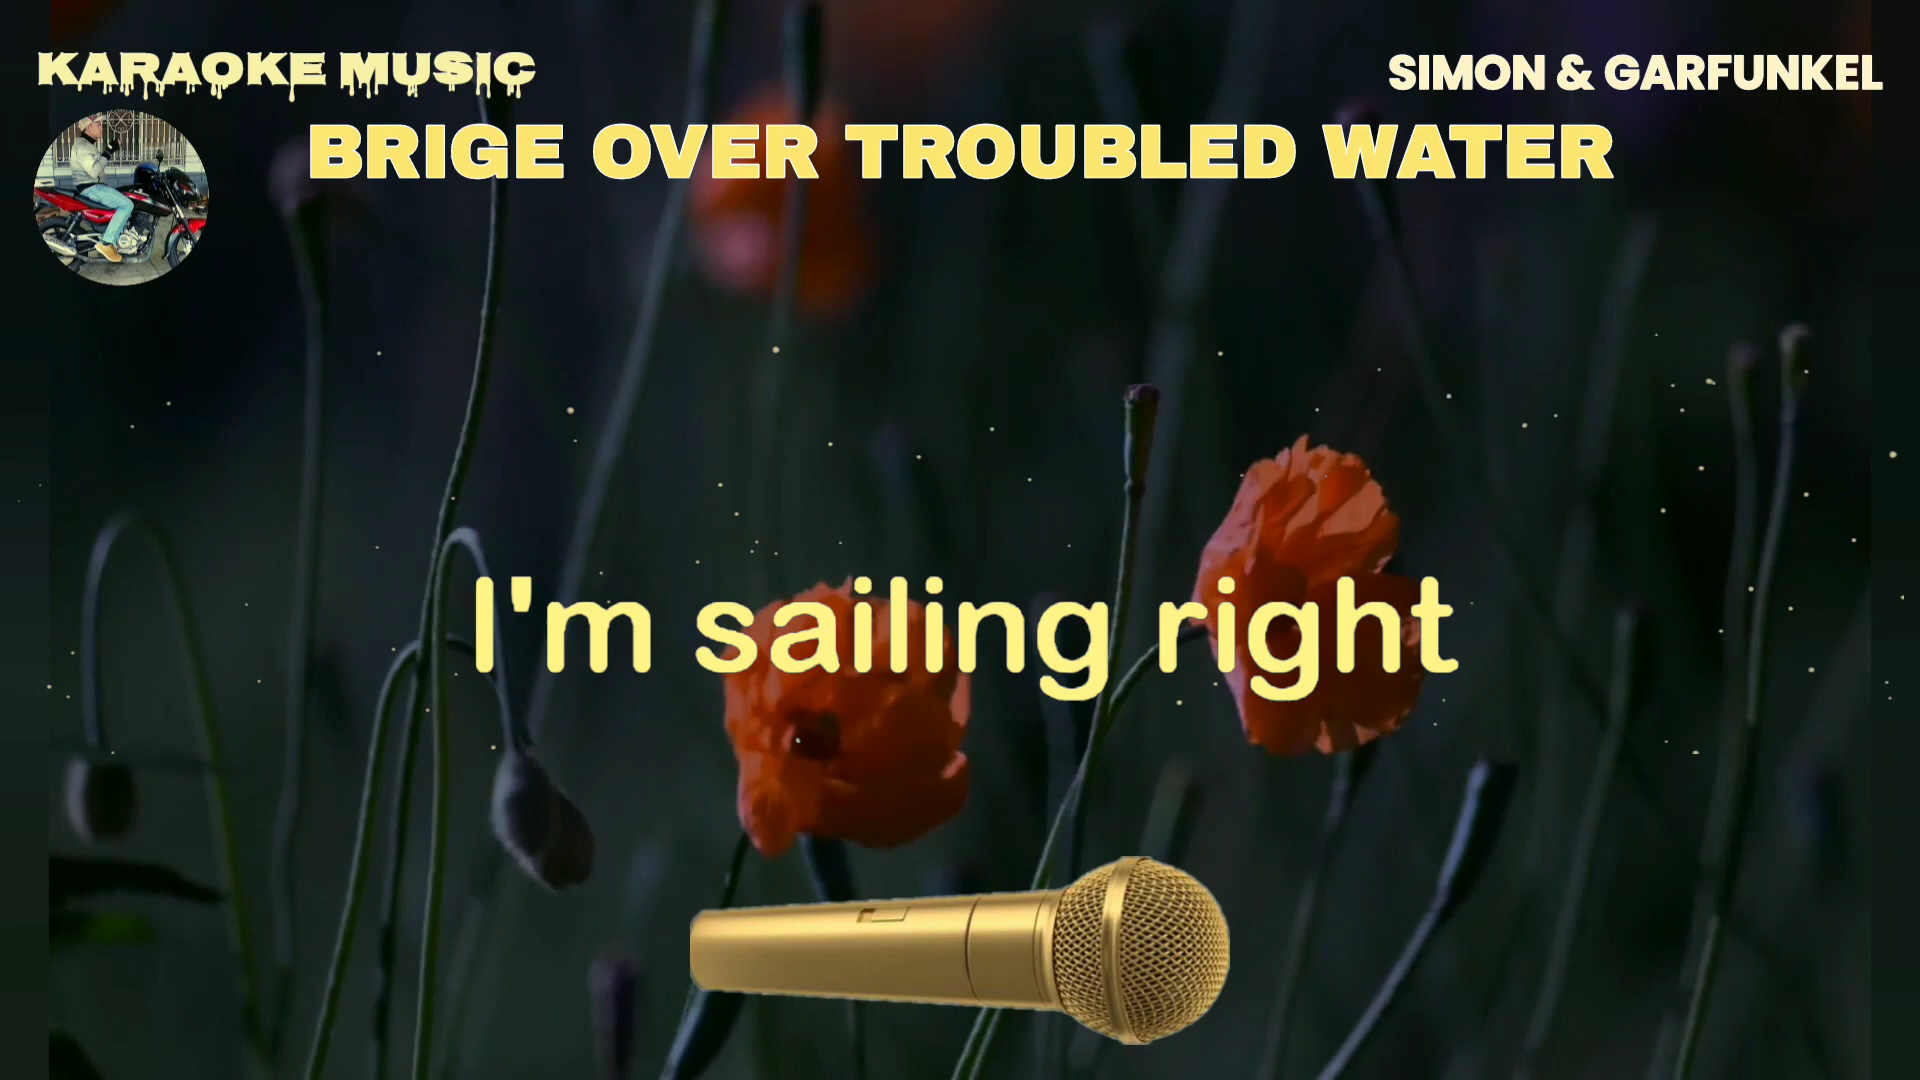 KARAOKE MUSIC
SIMON & GARFUNKEL
BRIGE OVER TROUBLED WATER
I'm sailing right